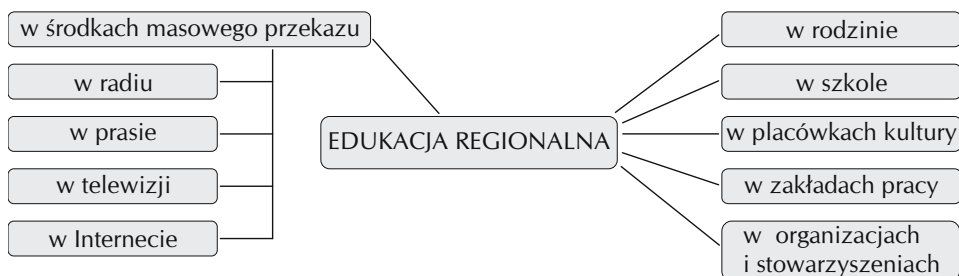 w środkach masowego przekazu
w radiu
w prasie
w telewizji
w Internecie
EDUKACJA REGIONALNA
w rodzinie
w szkole
w placówkach kultury
w zakładach pracy
w organizacjach
i stowarzyszeniach